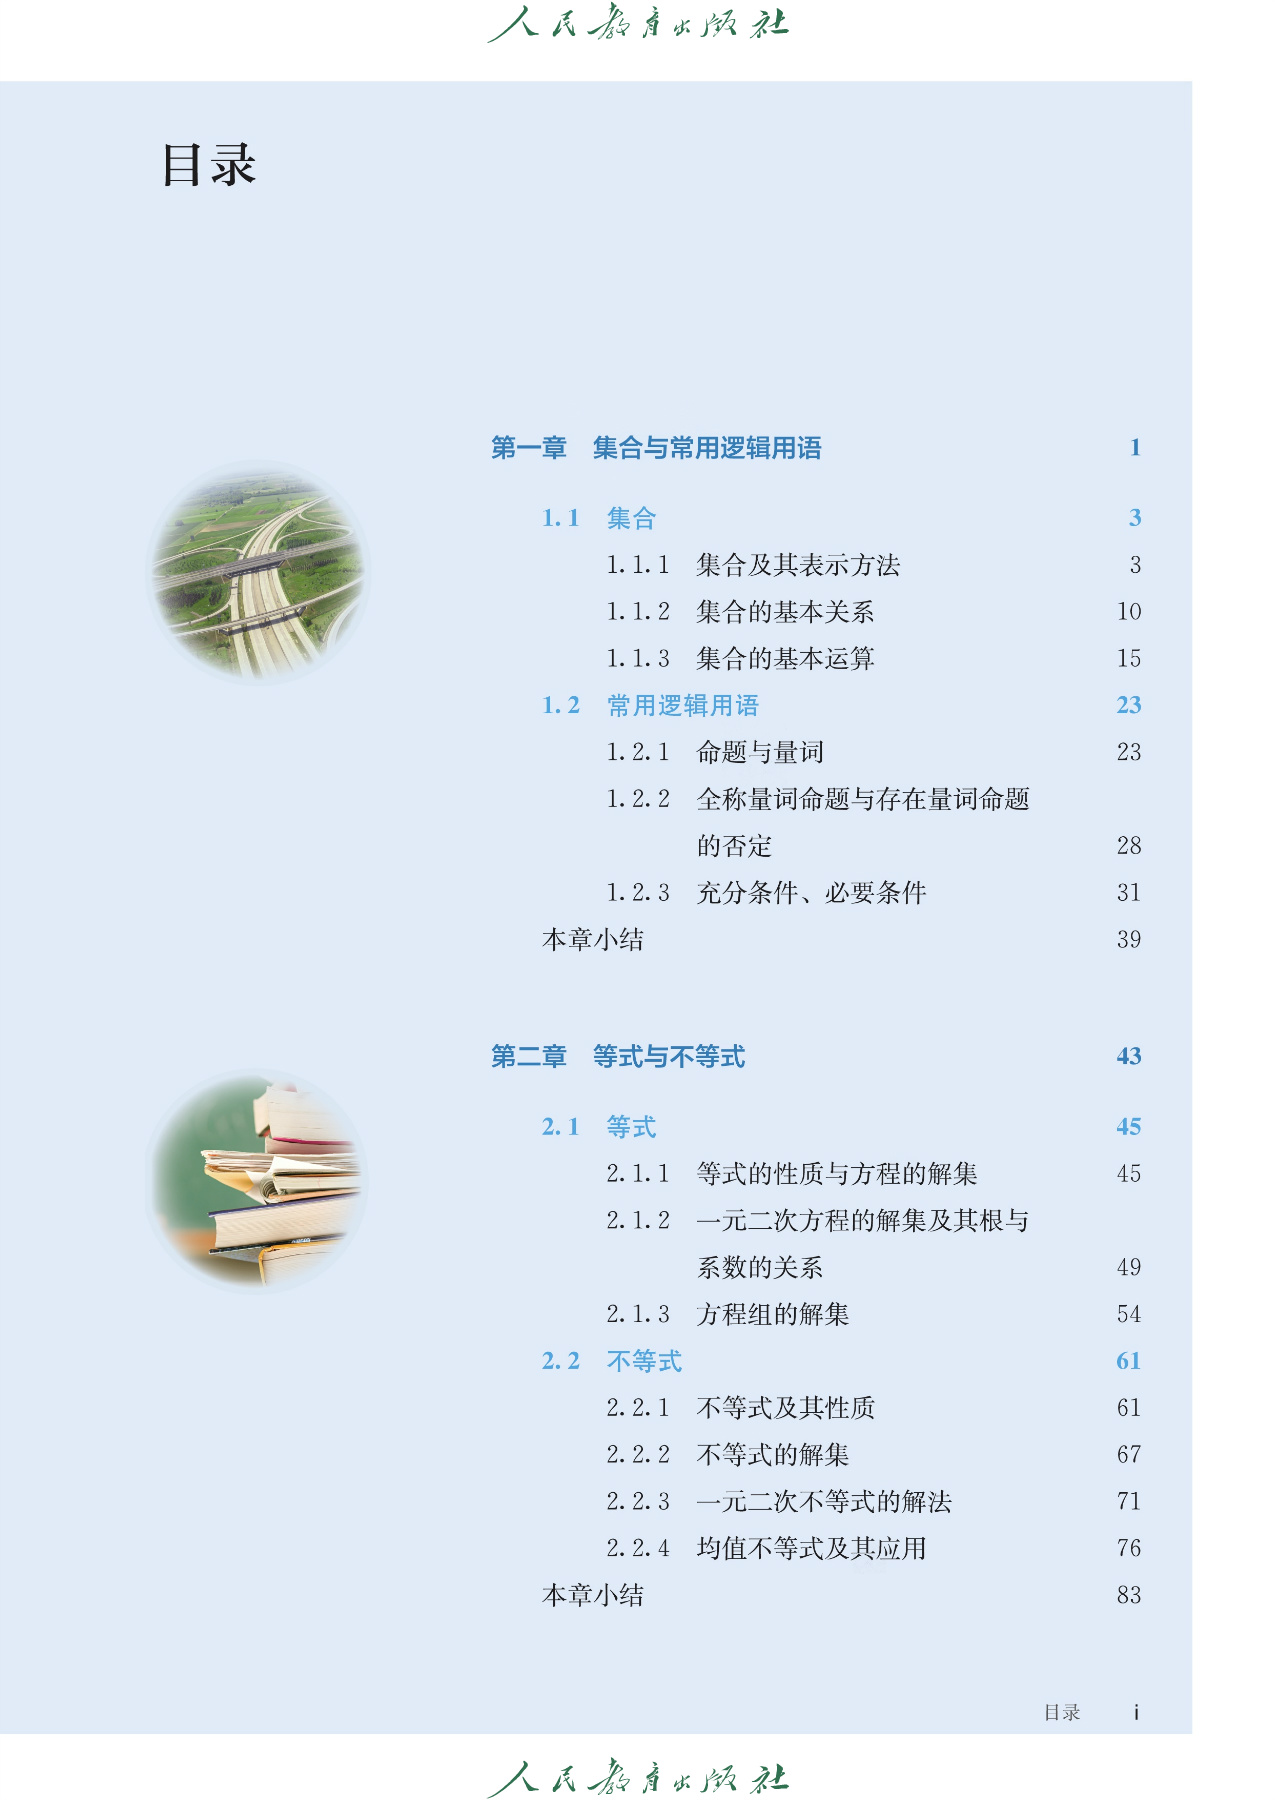 人民教育出版社
目录
第一章 集合与常用逻辑用语 1
1.1 集合 3
1.1.1 集合及其表示方法 3
1.1.2 集合的基本关系 10
1.1.3 集合的基本运算 15
1.2 常用逻辑用语 23
1.2.1 命题与量词 23
1.2.2 全称量词命题与存在量词命题
的否定 28
1.2.3 充分条件、必要条件 31
本章小结 39
第二章 等式与不等式 43
2.1 等式 45
2.1.1 等式的性质与方程的解集 45
2.1.2 一元二次方程的解集及其根与
系数的关系 49
2.1.3 方程组的解集 54
2.2 不等式 61
2.2.1 不等式及其性质 61
2.2.2 不等式的解集 67
2.2.3 一元二次不等式的解法 71
2.2.4 均值不等式及其应用 76
本章小结 83
目录 i
人民教育出版社